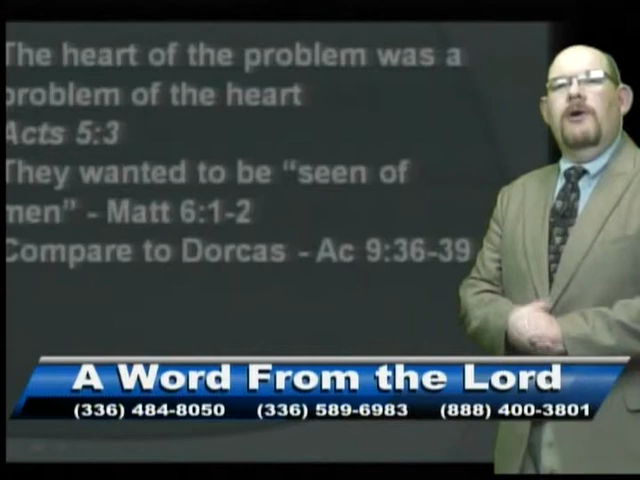 The heart of the problem was a
problem of the heart
Acts 5:3
They wanted to be “seen of
men” - Matt 6:1-2
Compare to Dorcas - Ac 9:36-39
A Word From the Lord
(336) 484-8050 (336) 589-6983 (888) 400-3801